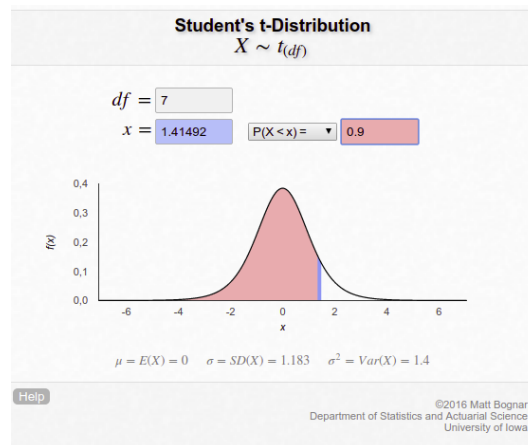 Student's t-Distribution
X ~ t(df)
df = 7
x = 1.41492 P(X < x) = 0.9
0,4
0,3
0,2
0,1
0,0
f(x)
-6 -4 -2 0 2 4 6
x
μ = E(X) = 0 σ = SD(X) = 1.183 σ² = Var(X) = 1.4
Help
©2016 Matt Bognar
Department of Statistics and Actuarial Science
University of Iowa